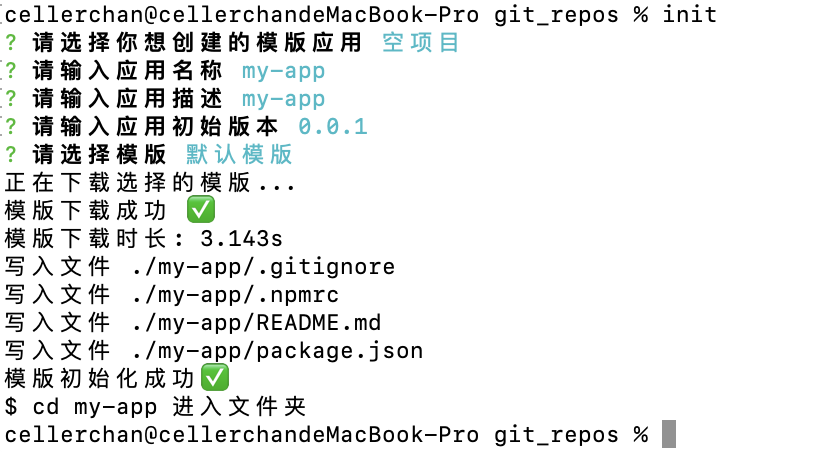 cellerchan@cellerchandeMacBook-Pro git_repos % init
? 请选择你想创建的模版应用 空项目
? 请输入应用名称 my-app
? 请输入应用描述 my-app
? 请输入应用初始版本 0.0.1
? 请选择模版 默认模版
正在下载选择的模版...
模版下载成功 ✅
模版下载时长: 3.143s
写入文件 ./my-app/.gitignore
写入文件 ./my-app/.npmrc
写入文件 ./my-app/README.md
写入文件 ./my-app/package.json
模版初始化成功✅
$ cd my-app 进入文件夹
cellerchan@cellerchandeMacBook-Pro git_repos %